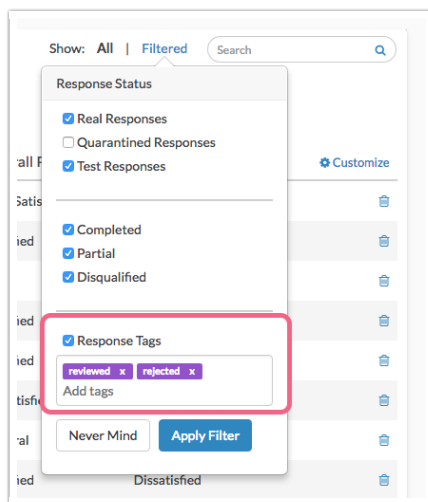 Show: All | Filtered Search
Response Status
Real Responses
Quarantined Responses
Test Responses
Customize
Completed
Partial
Disqualified
Response Tags
reviewed x rejected x
Add tags
Never Mind Apply Filter
Dissatisfied